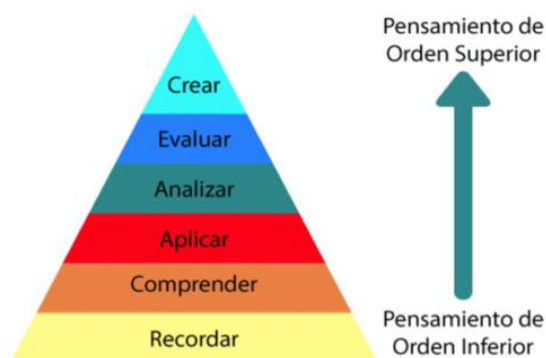 Pensamiento de
Orden Superior
Crear
Evaluar
Analizar
Aplicar
Comprender
Recordar
Pensamiento de
Orden Inferior